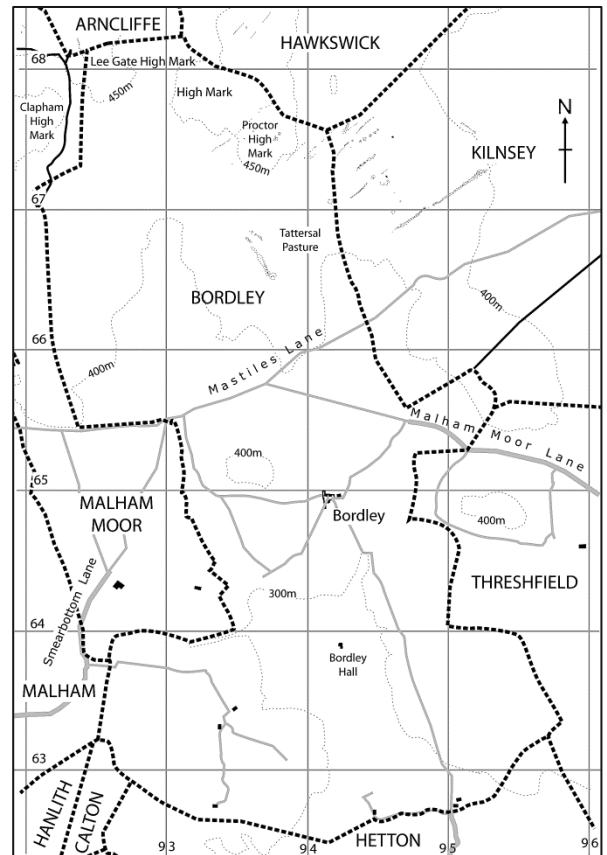 ARNCLIFFE
HAWKSWICK
68
Lee Gate High Mark
450m
High Mark
Clapham
High
Mark
Proctor
High
Mark
450m
N
KILNSEY
67
Tattersal
Pasture
BORDLEY
400m
66
400m
Mastiles Lane
Malham Moor Lane
400m
65
MALHAM
MOOR
Bordley
400m
THRESHFIELD
Smearbottom Lane
300m
64
Bordley
Hall
MALHAM
63
HANLITH
CALTON
93
94
HETTON
95
96